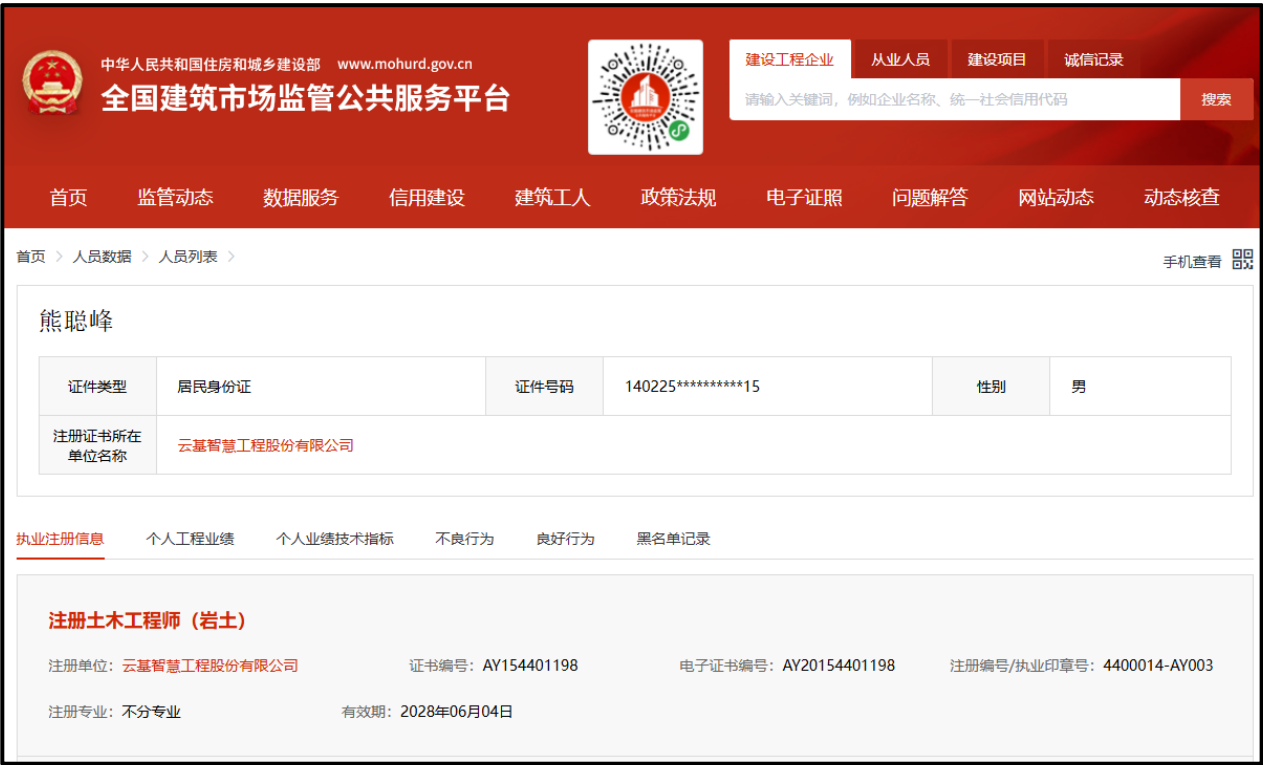 中华人民共和国住房和城乡建设部 www.mohurd.gov.cn
全国建筑市场监管公共服务平台
建设工程企业 从业人员 建设项目 诚信记录
请输入关键词，例如企业名称、统一社会信用代码 搜索
首页 监管动态 数据服务 信用建设 建筑工人 政策法规 电子证照 问题解答 网站动态 动态核查
首页 > 人员数据 > 人员列表 >
手机查看
熊聪峰
证件类型 居民身份证 证件号码 140225**********15 性别 男
注册证书所在
单位名称
云基智慧工程股份有限公司
执业注册信息 个人工程业绩 个人业绩技术指标 不良行为 良好行为 黑名单记录
注册土木工程师（岩土）
注册单位：云基智慧工程股份有限公司 证书编号：AY154401198 电子证书编号：AY20154401198 注册编号/执业印章号：4400014-AY003
注册专业：不分专业 有效期：2028年06月04日